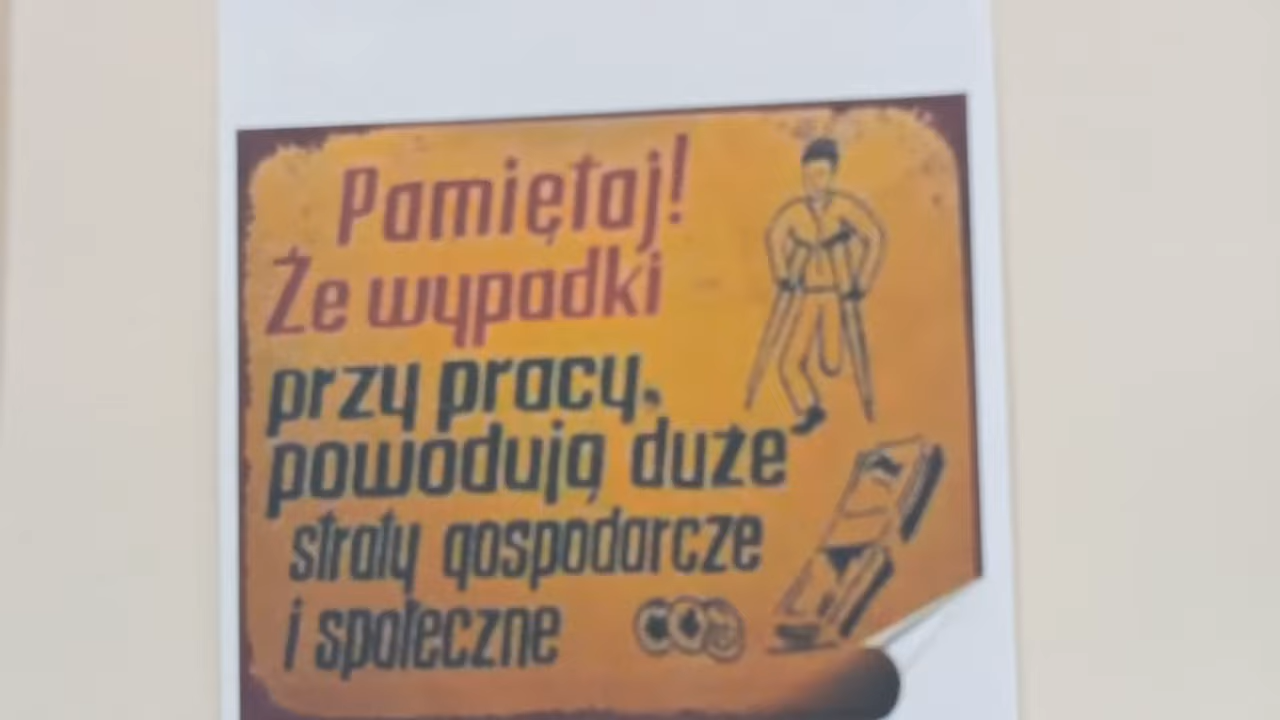 Pamiętaj!
Że wypadki
przy pracy,
powodują duże
straty gospodarcze
i społeczne